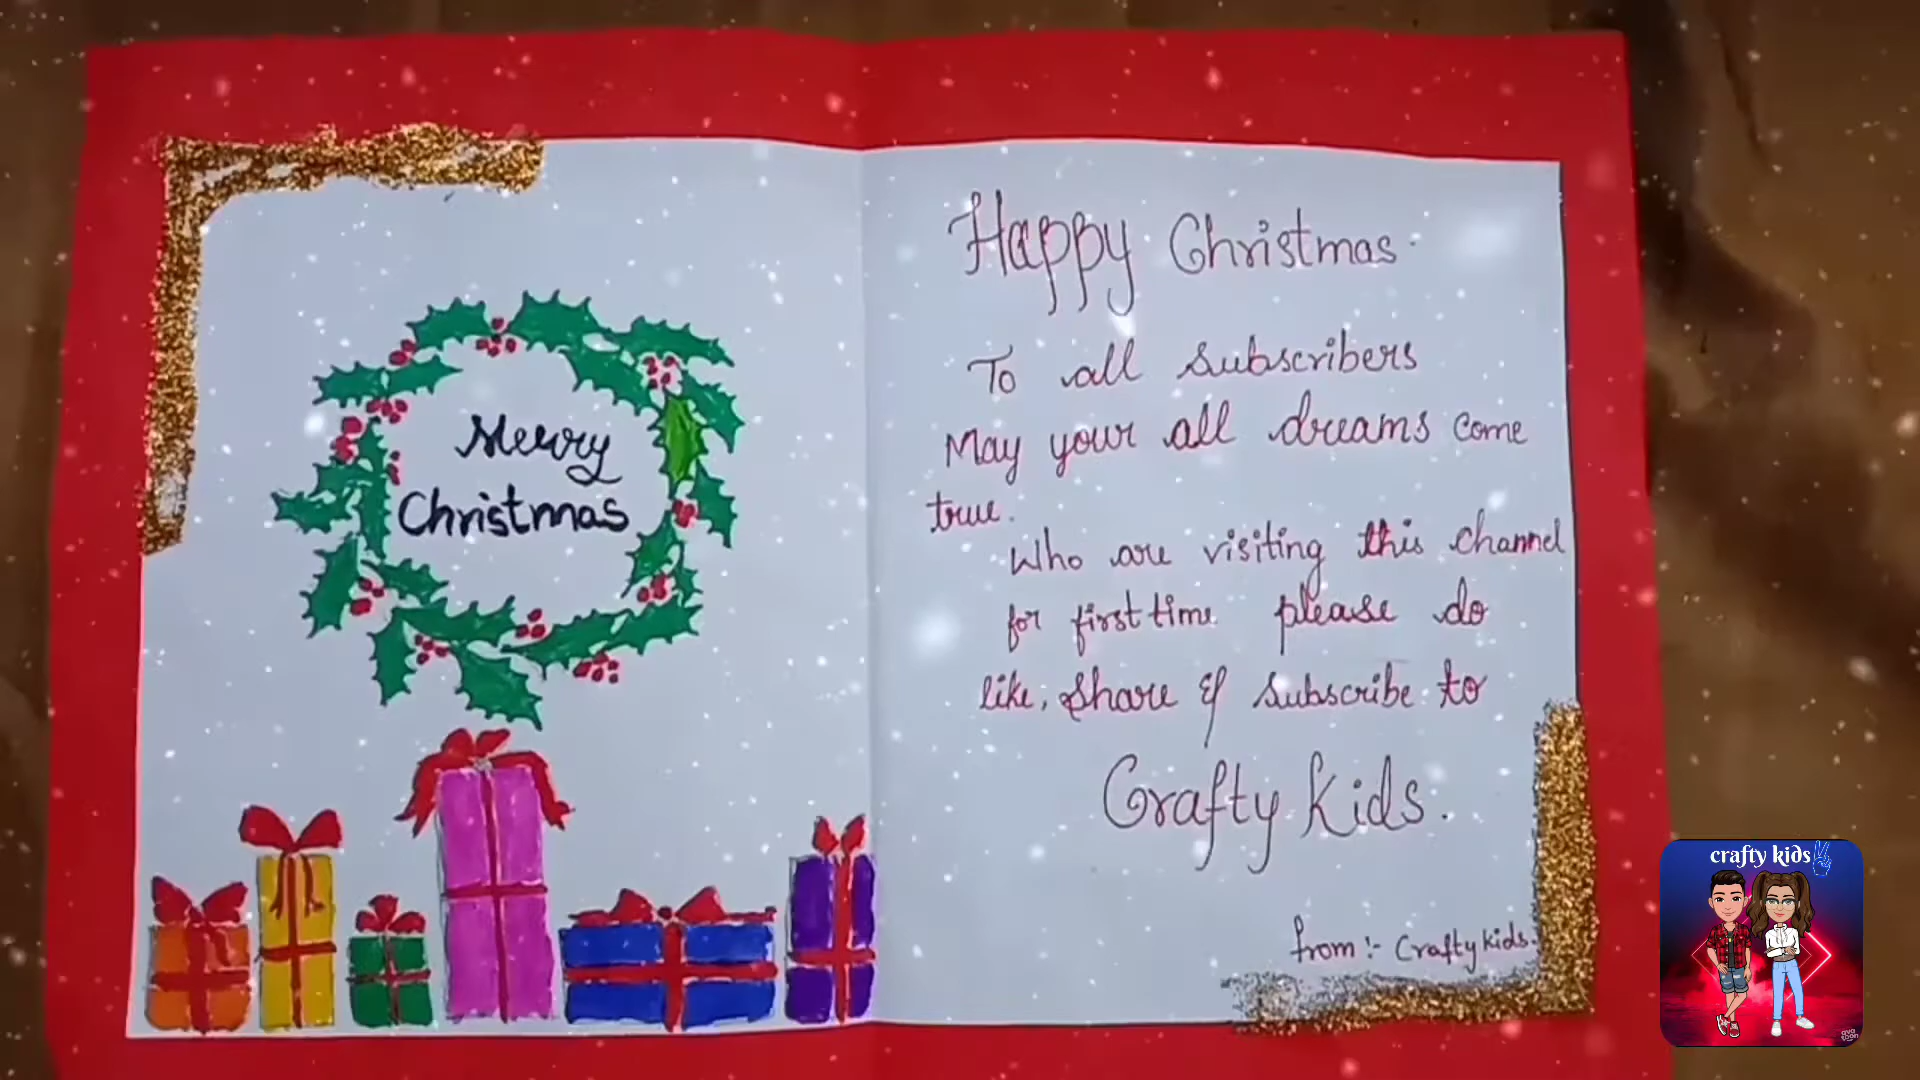 Merry
Christmas
Happy Christmas.
To all subscribers
May your all dreams come
true.
Who are visiting this channel
for first time please do
like, share & subscribe to
Crafty Kids.
from :- Crafty kids.
crafty kids